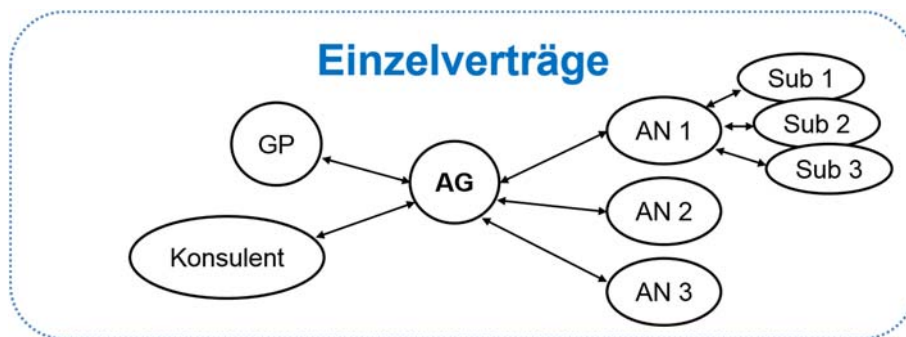 Einzelverträge
Sub 1
GP
AN 1
Sub 2
Sub 3
AG
AN 2
Konsulent
AN 3